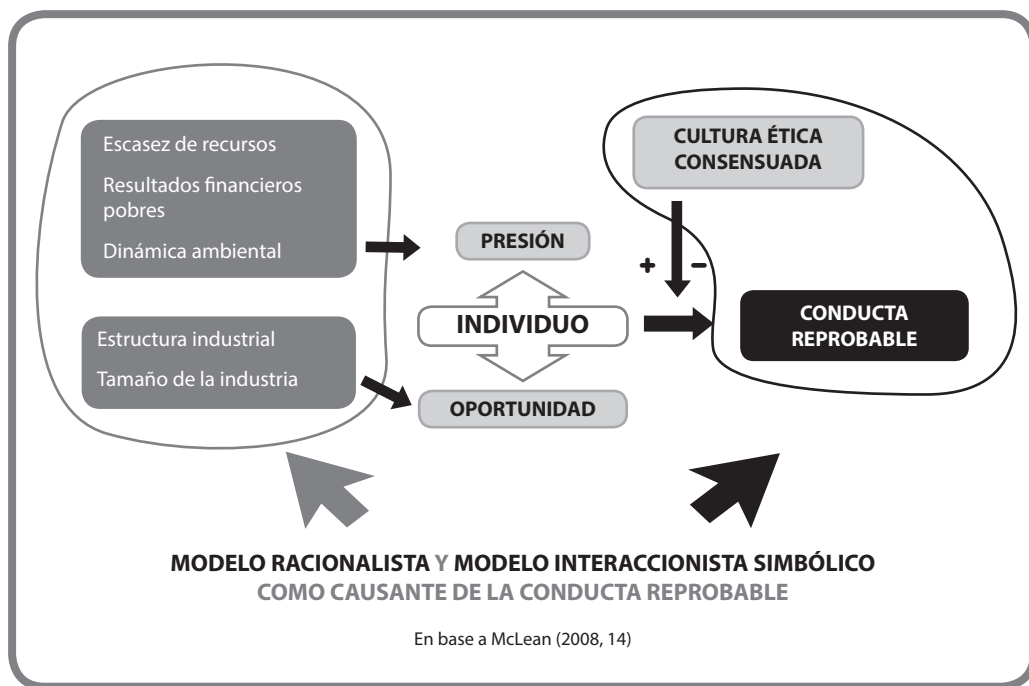 Escasez de recursos
Resultados financieros
pobres
Dinámica ambiental
Estructura industrial
Tamaño de la industria
PRESIÓN
INDIVIDUO
OPORTUNIDAD
CULTURA ÉTICA
CONSENSUADA
+ –
CONDUCTA
REPROBABLE
MODELO RACIONALISTA Y MODELO INTERACCIONISTA SIMBÓLICO
COMO CAUSANTE DE LA CONDUCTA REPROBABLE
En base a McLean (2008, 14)